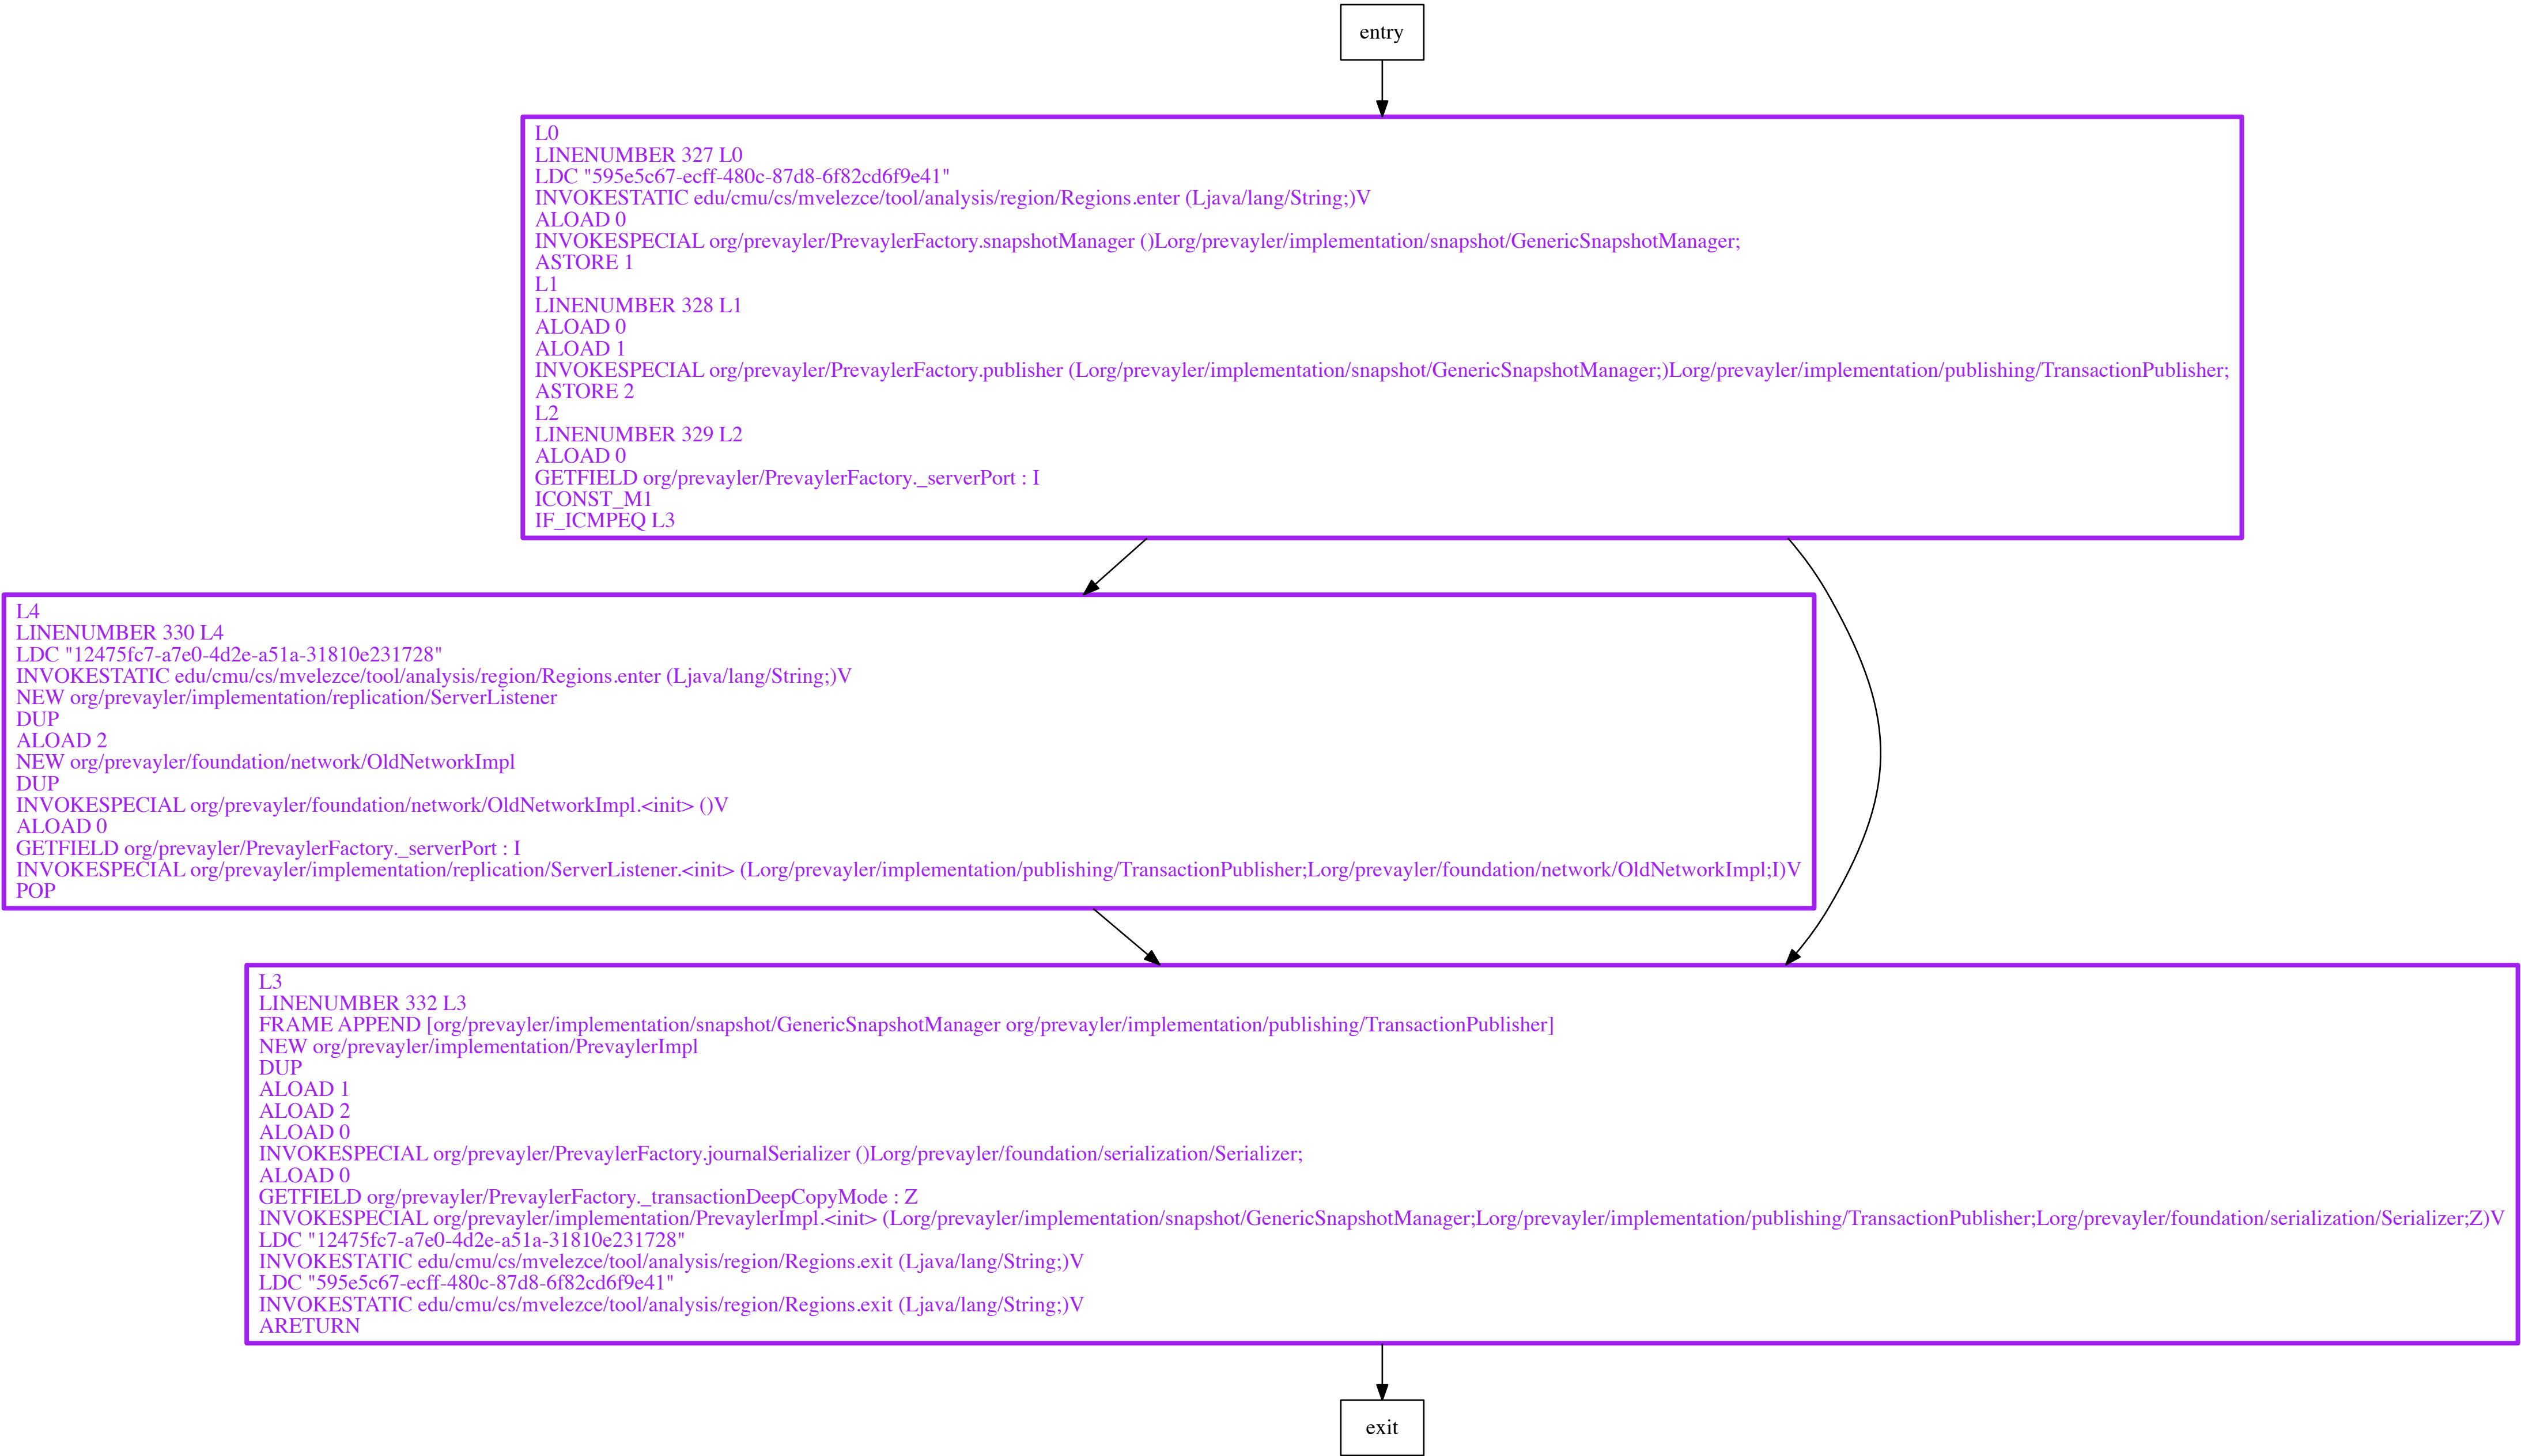 entry
L0
LINENUMBER 327 L0
LDC "595e5c67-ecff-480c-87d8-6f82cd6f9e41"
INVOKESTATIC edu/cmu/cs/mvelezce/tool/analysis/region/Regions.enter (Ljava/lang/String;)V
ALOAD 0
INVOKESPECIAL org/prevayler/PrevaylerFactory.snapshotManager ()Lorg/prevayler/implementation/snapshot/GenericSnapshotManager;
ASTORE 1
L1
LINENUMBER 328 L1
ALOAD 0
ALOAD 1
INVOKESPECIAL org/prevayler/PrevaylerFactory.publisher (Lorg/prevayler/implementation/snapshot/GenericSnapshotManager;)Lorg/prevayler/implementation/publishing/TransactionPublisher;
ASTORE 2
L2
LINENUMBER 329 L2
ALOAD 0
GETFIELD org/prevayler/PrevaylerFactory._serverPort : I
ICONST_M1
IF_ICMPEQ L3
L4
LINENUMBER 330 L4
LDC "12475fc7-a7e0-4d2e-a51a-31810e231728"
INVOKESTATIC edu/cmu/cs/mvelezce/tool/analysis/region/Regions.enter (Ljava/lang/String;)V
NEW org/prevayler/implementation/replication/ServerListener
DUP
ALOAD 2
NEW org/prevayler/foundation/network/OldNetworkImpl
DUP
INVOKESPECIAL org/prevayler/foundation/network/OldNetworkImpl.<init> ()V
ALOAD 0
GETFIELD org/prevayler/PrevaylerFactory._serverPort : I
INVOKESPECIAL org/prevayler/implementation/replication/ServerListener.<init> (Lorg/prevayler/implementation/publishing/TransactionPublisher;Lorg/prevayler/foundation/network/OldNetworkImpl;I)V
POP
L3
LINENUMBER 332 L3
FRAME APPEND [org/prevayler/implementation/snapshot/GenericSnapshotManager org/prevayler/implementation/publishing/TransactionPublisher]
NEW org/prevayler/implementation/PrevaylerImpl
DUP
ALOAD 1
ALOAD 2
ALOAD 0
INVOKESPECIAL org/prevayler/PrevaylerFactory.journalSerializer ()Lorg/prevayler/foundation/serialization/Serializer;
ALOAD 0
GETFIELD org/prevayler/PrevaylerFactory._transactionDeepCopyMode : Z
INVOKESPECIAL org/prevayler/implementation/PrevaylerImpl.<init> (Lorg/prevayler/implementation/snapshot/GenericSnapshotManager;Lorg/prevayler/implementation/publishing/TransactionPublisher;Lorg/prevayler/foundation/serialization/Serializer;Z)V
LDC "12475fc7-a7e0-4d2e-a51a-31810e231728"
INVOKESTATIC edu/cmu/cs/mvelezce/tool/analysis/region/Regions.exit (Ljava/lang/String;)V
LDC "595e5c67-ecff-480c-87d8-6f82cd6f9e41"
INVOKESTATIC edu/cmu/cs/mvelezce/tool/analysis/region/Regions.exit (Ljava/lang/String;)V
ARETURN
exit